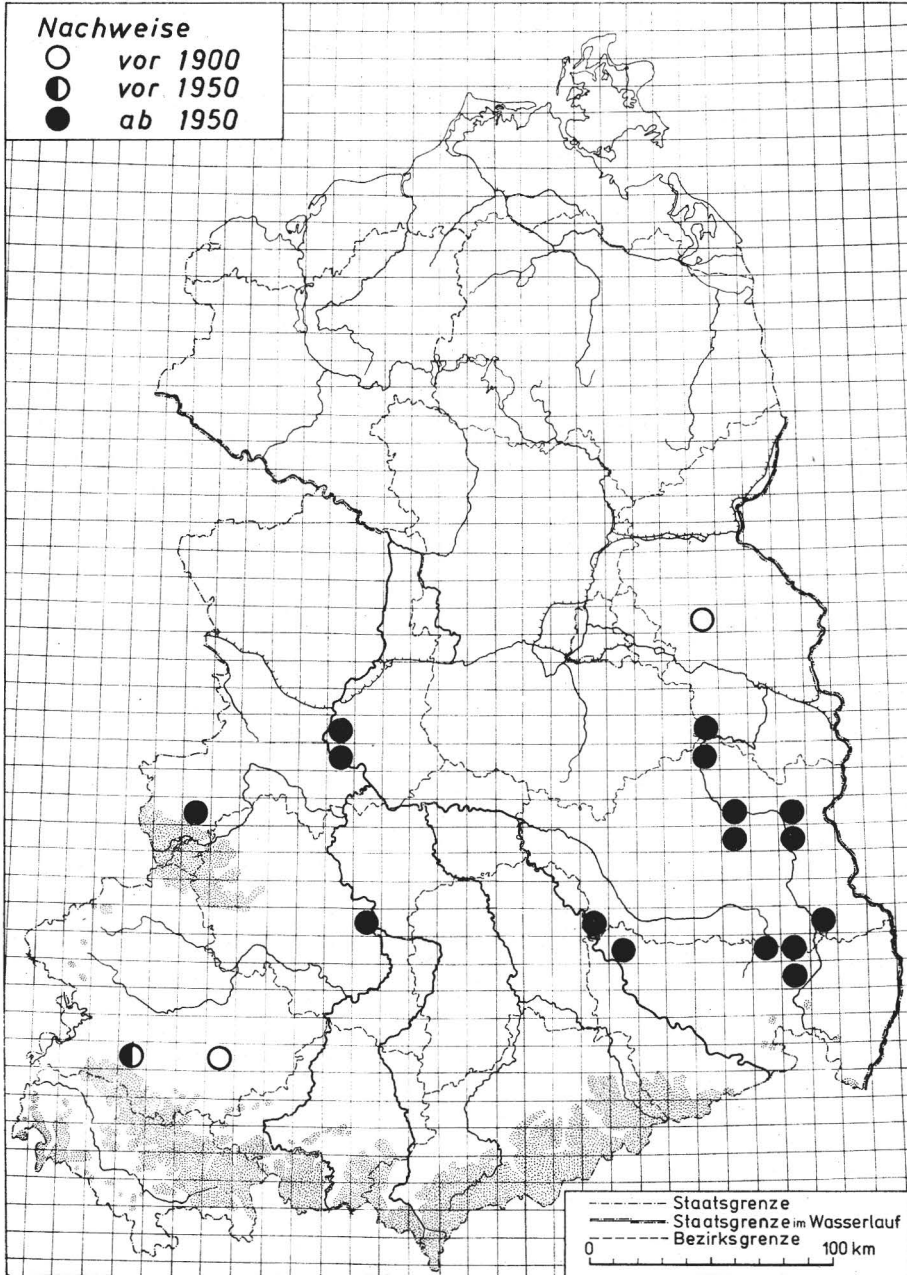 Nachweise
vor 1900
vor 1950
ab 1950
Staatsgrenze
Staatsgrenze im Wasserlauf
Bezirksgrenze
0 100 km